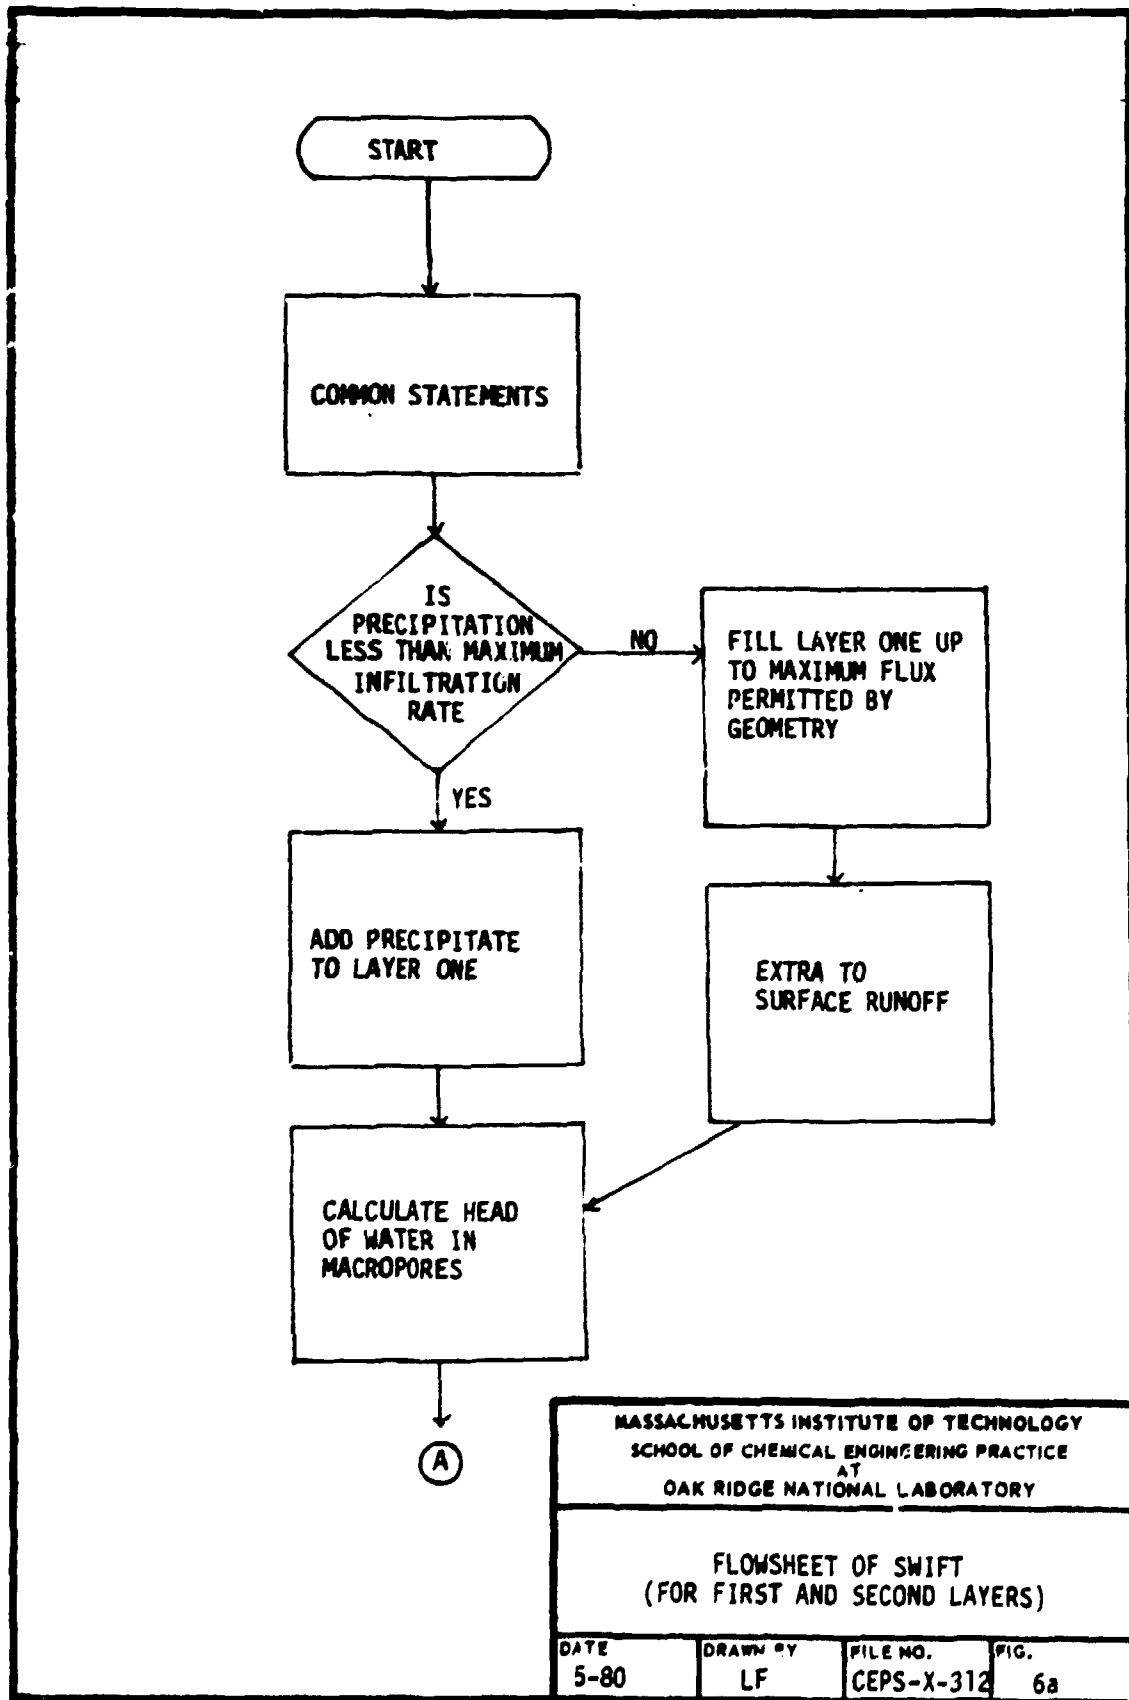 START
COMMON STATEMENTS
IS
PRECIPITATION
LESS THAN MAXIMUM
INFILTRATION
RATE
NO
FILL LAYER ONE UP
TO MAXIMUM FLUX
PERMITTED BY
GEOMETRY
YES
ADD PRECIPITATE
TO LAYER ONE
EXTRA TO
SURFACE RUNOFF
CALCULATE HEAD
OF WATER IN
MACROPORES
A
MASSACHUSETTS INSTITUTE OF TECHNOLOGY
SCHOOL OF CHEMICAL ENGINEERING PRACTICE
AT
OAK RIDGE NATIONAL LABORATORY
FLOWSHEET OF SWIFT
(FOR FIRST AND SECOND LAYERS)
DATE
5-80
DRAWN BY
LF
FILE NO.
CEPS-X-312
FIG.
6a